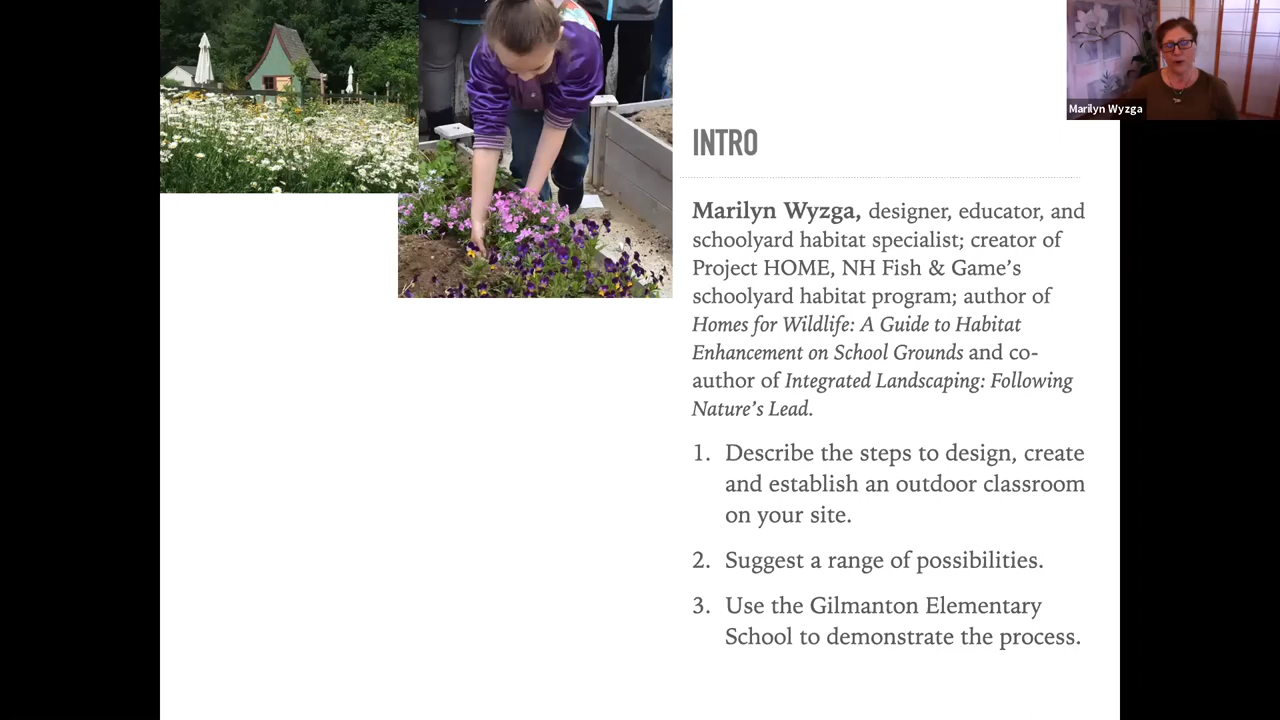 Marilyn Wyzga
INTRO
Marilyn Wyzga, designer, educator, and
schoolyard habitat specialist; creator of
Project HOME, NH Fish & Game’s
schoolyard habitat program; author of
Homes for Wildlife: A Guide to Habitat
Enhancement on School Grounds and co-
author of Integrated Landscaping: Following
Nature’s Lead.
1. Describe the steps to design, create
and establish an outdoor classroom
on your site.
2. Suggest a range of possibilities.
3. Use the Gilmanton Elementary
School to demonstrate the process.